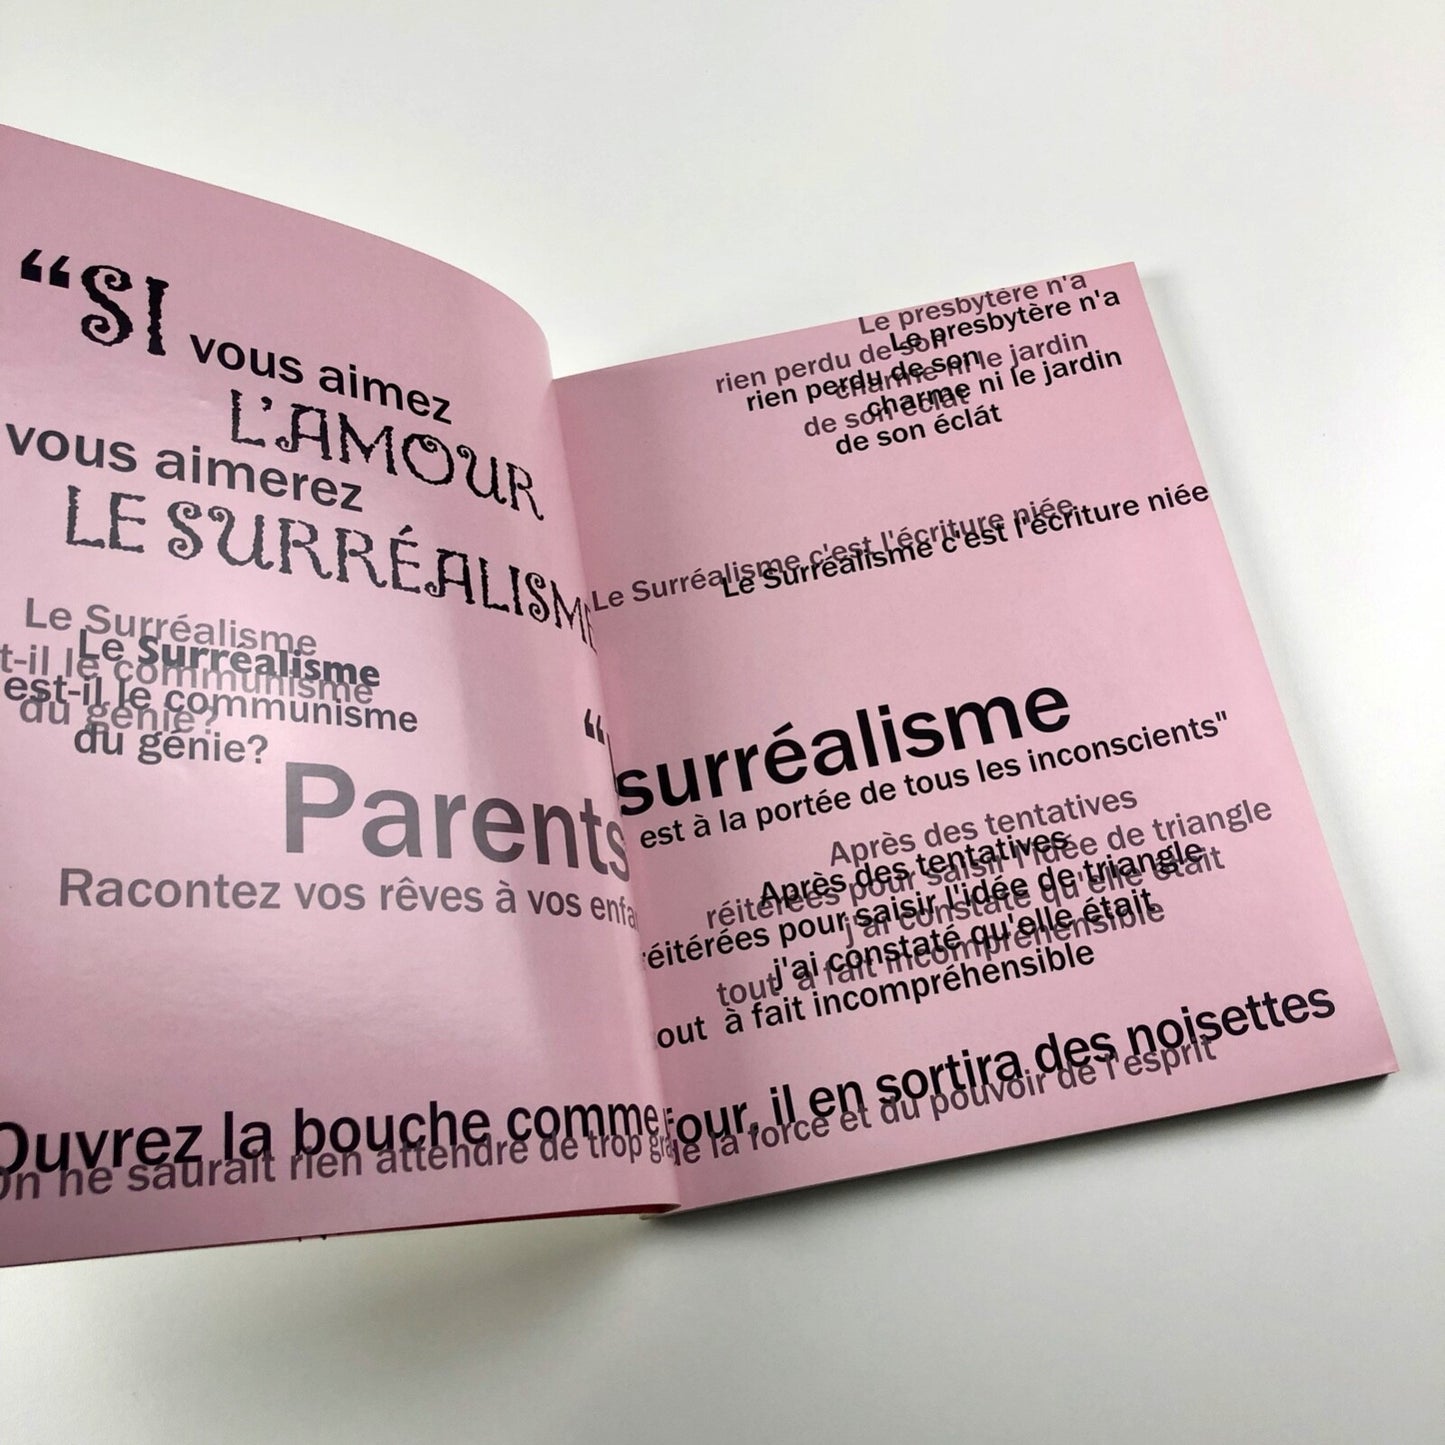 “SI vous aimez
L'AMOUR
vous aimerez
LE SURRÉALISME
Le Surréalisme
t-il le communisme
du génie?
Le Surréalisme
est-il le communisme
du génie?
Parents
Racontez vos rêves à vos enfa
Ouvrez la bouche comme
On ne saurait rien attendre de trop gra
Le presbytère n'a
rien perdu de son
charme ni le jardin
de son éclat
Le presbytère n'a
rien perdu de son
charme ni le jardin
de son éclát
Le Surréalisme c'est l'écriture niée
Le Surréalisme c'est l'écriture niée
“
surréalisme
est à la portée de tous les inconscients"
Après des tentatives
réitérées pour saisir l'idée de triangle
j'ai constaté qu'elle était
tout à fait incompréhensible
Après des tentatives
réitérées pour saisir l'idée de triangle
j'ai constaté qu'elle était
out à fait incompréhensible
four, il en sortira des noisettes
de la force et du pouvoir de l'esprit